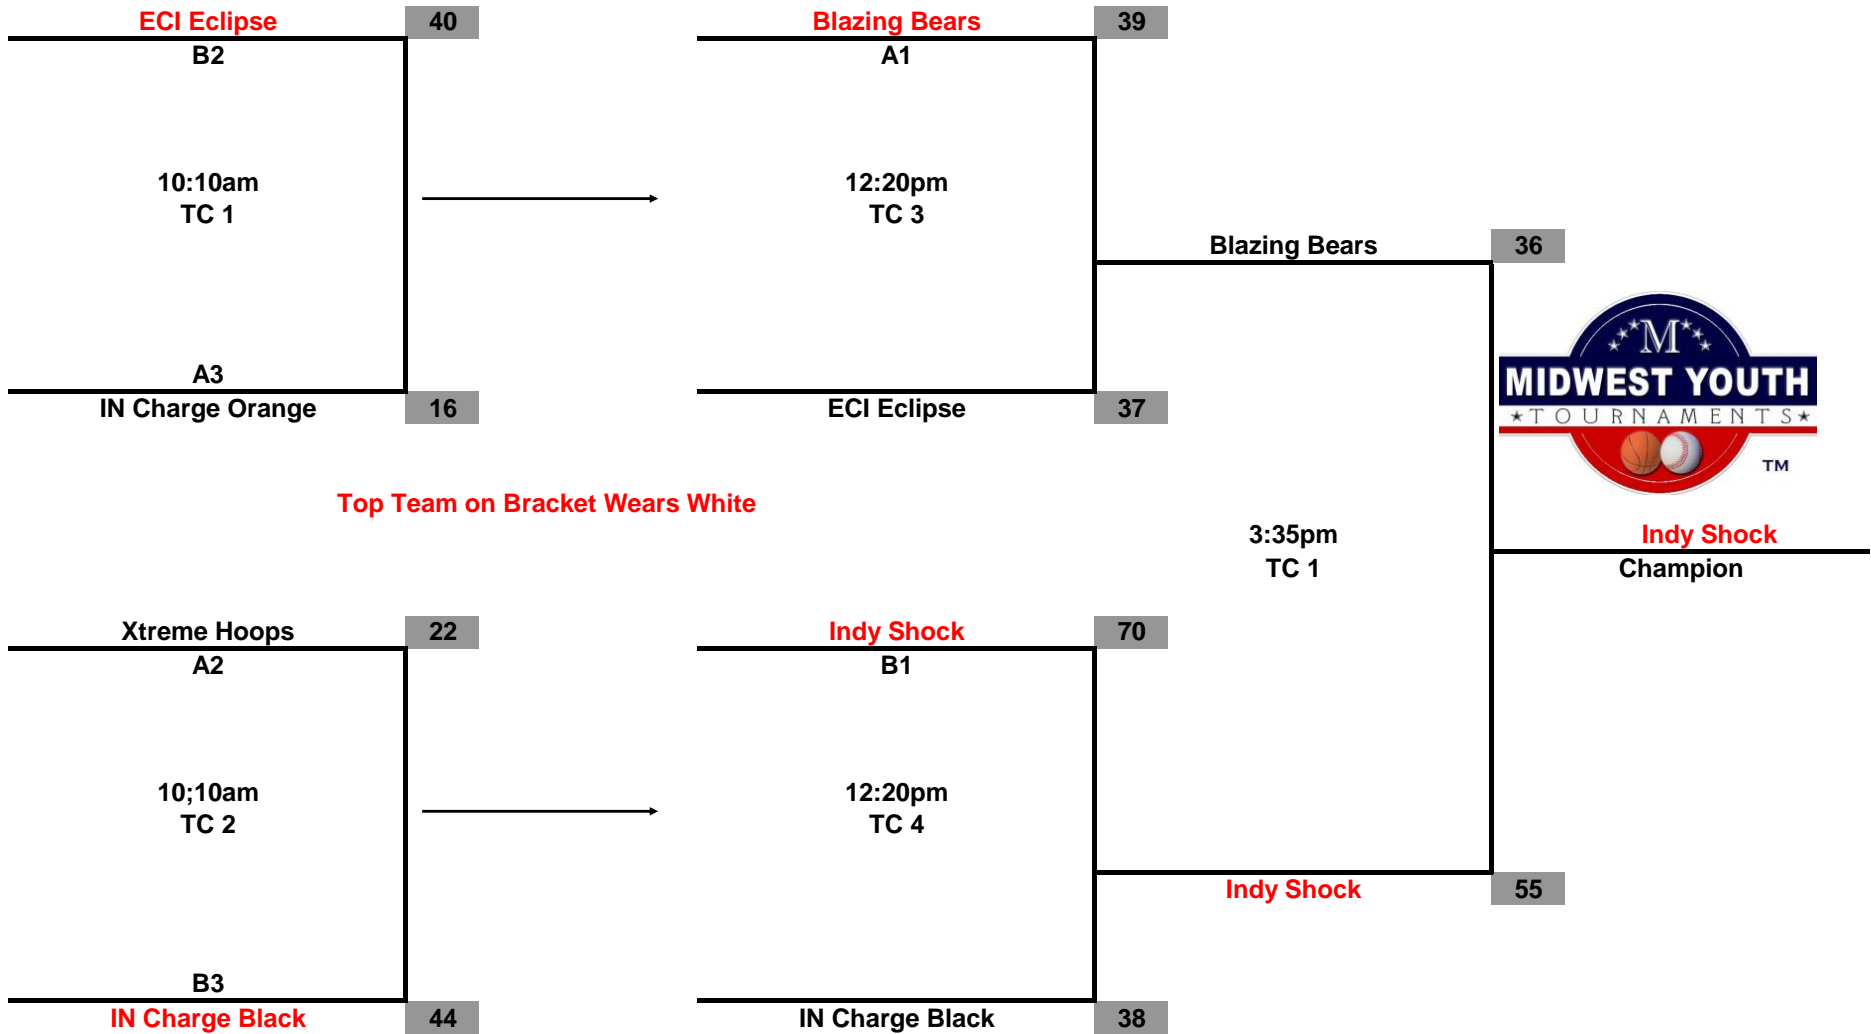 ECI Eclipse 40
B2
10:10am
TC 1
A3
IN Charge Orange 16
Blazing Bears 39
A1
12:20pm
TC 3
ECI Eclipse 37
Blazing Bears 36
M
MIDWEST YOUTH
TOURNAMENTS
TM
Top Team on Bracket Wears White
3:35pm
TC 1
Indy Shock
Champion
Xtreme Hoops 22
A2
10;10am
TC 2
B3
IN Charge Black 44
Indy Shock 70
B1
12:20pm
TC 4
IN Charge Black 38
Indy Shock 55